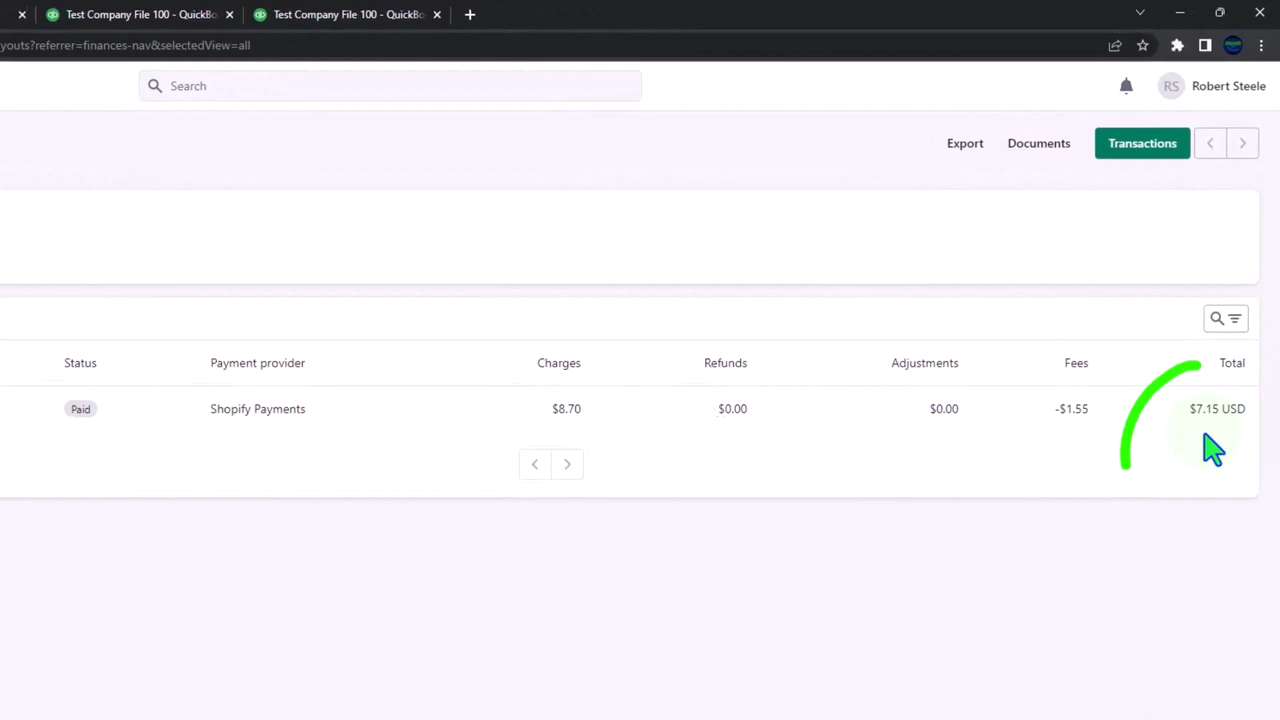 Test Company File 100 - QuickBo
Test Company File 100 - QuickBo
youts?referrer=finances-nav&selectedView=all
Search
RS
Robert Steele
Export
Documents
Transactions
Status
Payment provider
Charges
Refunds
Adjustments
Fees
Total
Paid
Shopify Payments
$8.70
$0.00
$0.00
-$1.55
$7.15 USD